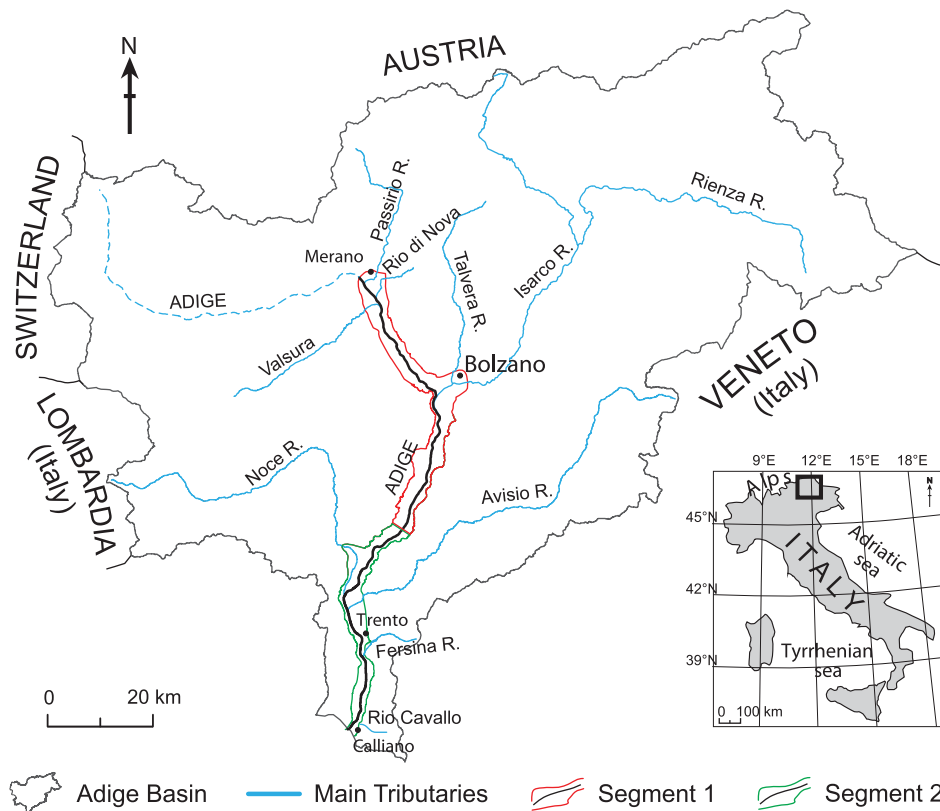 N
AUSTRIA
SWITZERLAND
Passirio R.
Rio di Nova
Rienza R.
Merano
Talvera R.
Isarco R.
ADIGE
Valsura
Bolzano
VENETO
(Italy)
LOMBARDIA
(Italy)
Noce R.
ADIGE
Avisio R.
Trento
Fersina R.
Rio Cavallo
Calliano
0 20 km
9°E 12°E 15°E 18°E
Alps
N
45°N
Adriatic
sea
ITALY
42°N
Tyrrhenian
sea
39°N
0 100 km
Adige Basin Main Tributaries Segment 1 Segment 2